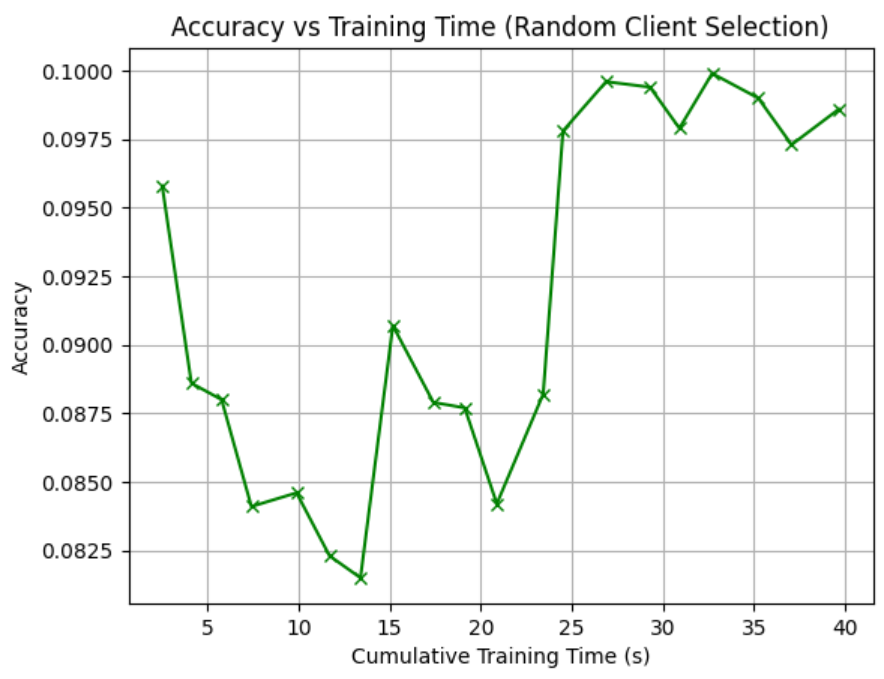 Accuracy vs Training Time (Random Client Selection)
0.1000
0.0975
0.0950
0.0925
0.0900
0.0875
0.0850
0.0825
Accuracy
5 10 15 20 25 30 35 40
Cumulative Training Time (s)